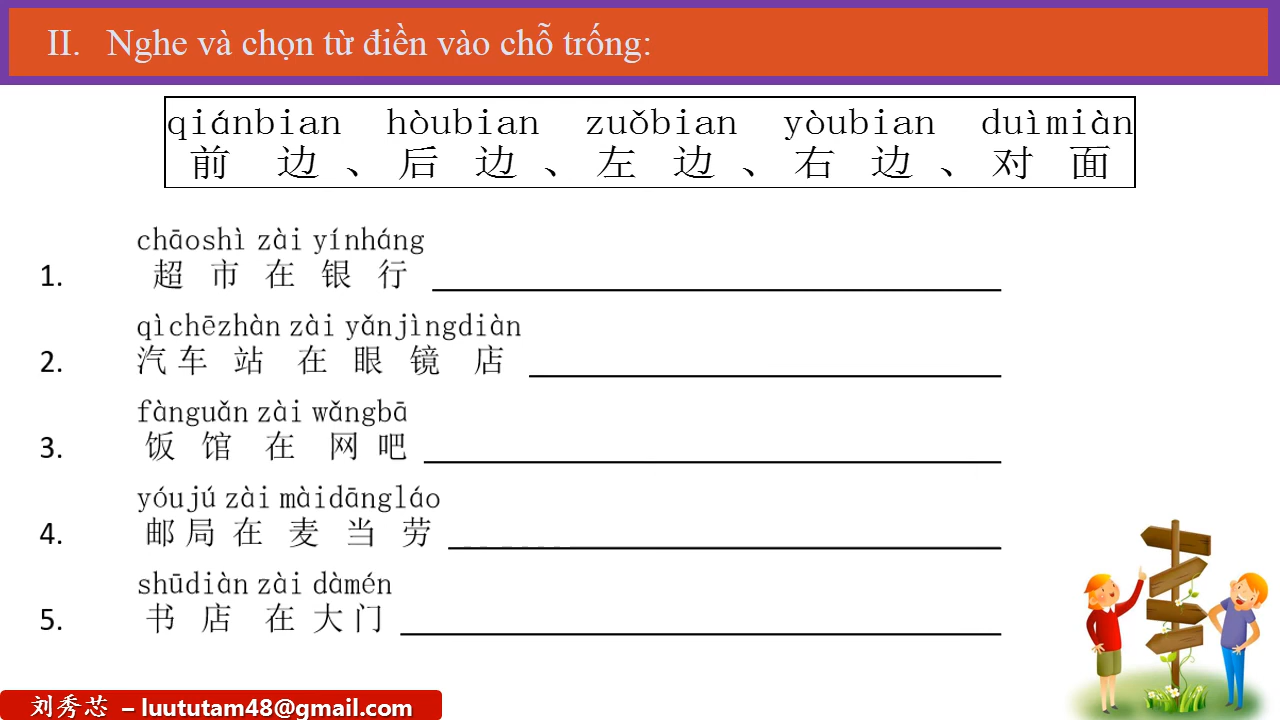 II. Nghe và chọn từ điền vào chỗ trống:
qiánbian hòubian zuǒbian yòubian duìmiàn
前边、后边、左边、右边、对面
chāoshì zài yínháng
1. 超市在银行
qìchēzhàn zài yǎnjìngdiàn
2. 汽车站在眼镜店
fànguǎn zài wǎngbā
3. 饭馆在网吧
yóujú zài màidāngláo
4. 邮局在麦当劳
shūdiàn zài dàmén
5. 书店在大门
刘秀芯 – luututam48@gmail.com